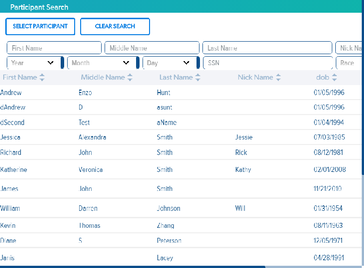 Participant Search
SELECT PARTICIPANT CLEAR SEARCH
First Name Middle Name Last Name Nick Na
Year Month Day SSN Race
First Name Middle Name Last Name Nick Name dob
Andrew Enzo Hunt 01/05/1996
dAndrew D asunt 01/05/1996
dSecond Test aName 01/04/1994
Jessica Alexandra Smith Jessie 07/03/1985
Richard John Smith Rick 08/12/1981
Katherine Veronica Smith Kathy 02/01/2008
James John Smith 11/21/2019
William Darren Johnson Will 01/31/1954
Kevin Thomas Zhang 08/11/1963
Diane S Peterson 12/05/1971
Janis Lacey 04/28/1991